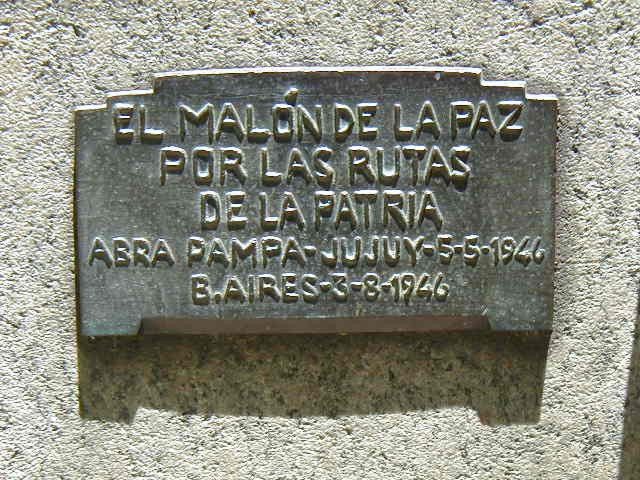 EL MALÓN DE LA PAZ
POR LAS RUTAS
DE LA PATRIA
ABRA PAMPA-JUJUY-5-5-1946
B.AIRES-3-8-1946